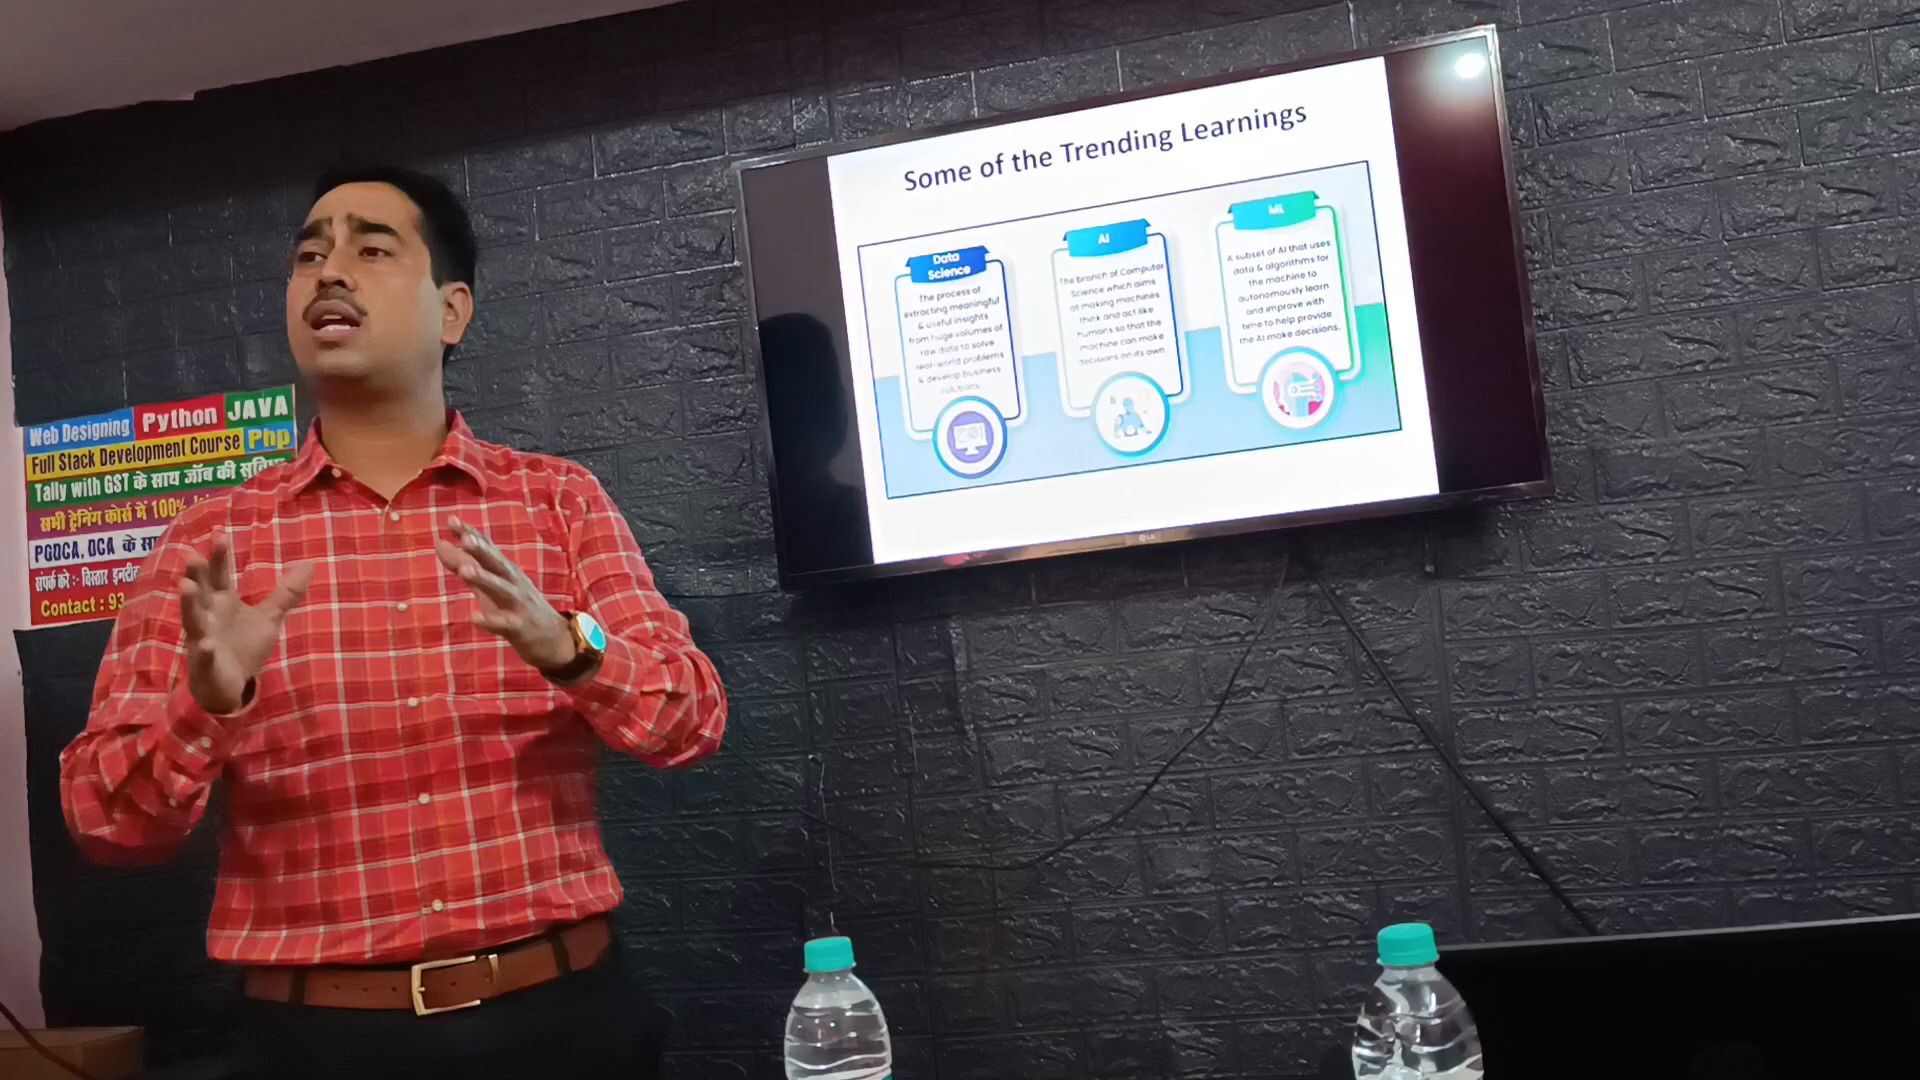 Web Designing Python JAVA
Full Stack Development Course Php
Tally with GST के साथ जॉब की
सभी ट्रेनिंग कोर्स में 100%
PGDCA, DCA के
संपर्क करे :- विस्तार
Contact : 93
Some of the Trending Learnings
Data
Science
The process of
extracting meaningful
& useful insights
from huge volumes of
raw data to solve
real-world problems
& develop business
solutions
AI
The branch of Computer
Science which aims
at making machines
think and act like
humans so that the
machine can make
decisions on its own
ML
A subset of AI that uses
data & algorithms for
the machine to
autonomously learn
and improve with
time to help provide
the AI make decisions.
LG